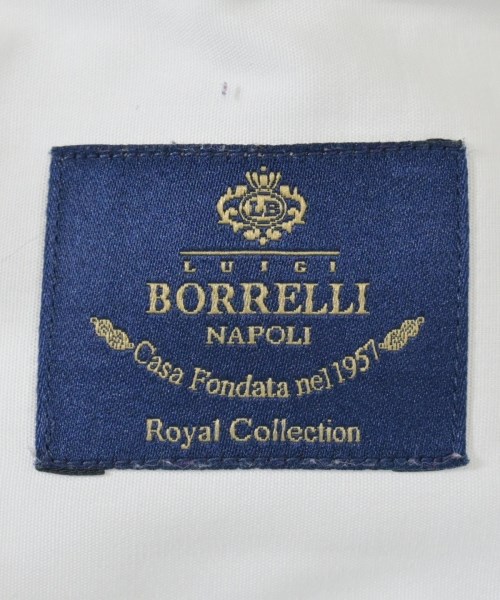 LB
LUIGI
BORRELLI
NAPOLI
Casa Fondata nel 1957
Royal Collection